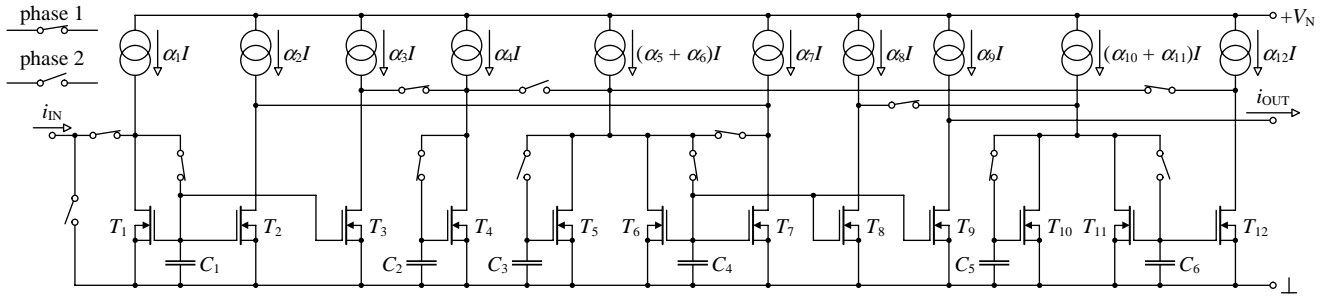 phase 1
phase 2
i_IN
α₁I
α₂I
α₃I
α₄I
(α₅ + α₆)I
α₇I
α₈I
α₉I
(α₁₀ + α₁₁)I
α₁₂I
+V_N
i_OUT
T₁
T₂
T₃
T₄
T₅
T₆
T₇
T₈
T₉
T₁₀
T₁₁
T₁₂
C₁
C₂
C₃
C₄
C₅
C₆
⊥